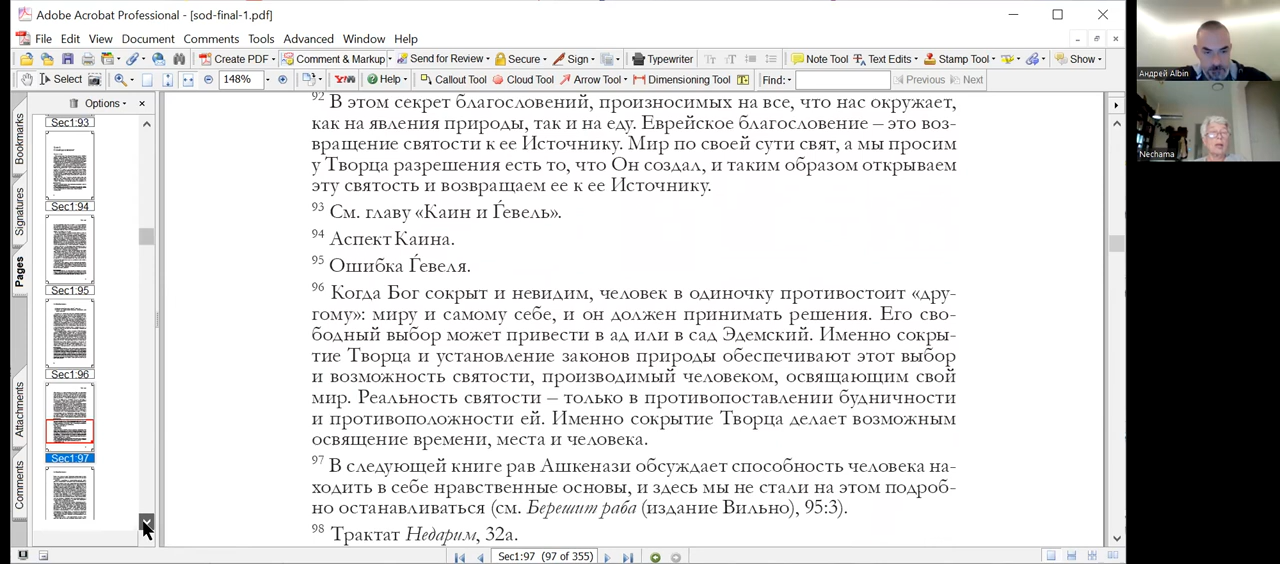 Adobe Acrobat Professional - [sod-final-1.pdf]
File Edit View Document Comments Tools Advanced Window Help
Create PDF Comment & Markup Send for Review Secure Sign Typewriter Note Tool Text Edits Stamp Tool Show
Select 148% Y! Help Callout Cloud Tool Arrow Tool Dimensioning Tool Find: Previous Next
Options
Bookmarks
Signatures
Pages
Attachments
Comments
Sec1:93
Sec1:94
Sec1:95
Sec1:96
Sec1:97
92 В этом секрет благословений, произносимых на все, что нас окружает,
как на явления природы, так и на еду. Еврейское благословение – это воз-
вращение святости к ее Источнику. Мир по своей сути свят, а мы просим
у Творца разрешения есть то, что Он создал, и таким образом открываем
эту святость и возвращаем ее к ее Источнику.
93 См. главу «Каин и Ѓевель».
94 Аспект Каина.
95 Ошибка Ѓевеля.
96 Когда Бог сокрыт и невидим, человек в одиночку противостоит «дру-
гому»: миру и самому себе, и он должен принимать решения. Его сво-
бодный выбор может привести в ад или в сад Эдемский. Именно сокры-
тие Творца и установление законов природы обеспечивают этот выбор
и возможность святости, производимый человеком, освящающим свой
мир. Реальность святости – только в противопоставлении будничности
и противоположности ей. Именно сокрытие Творца делает возможным
освящение времени, места и человека.
97 В следующей книге рав Ашкенази обсуждает способность человека на-
ходить в себе нравственные основы, и здесь мы не стали на этом подроб-
но останавливаться (см. Берешит раба (издание Вильно), 95:3).
98 Трактат Недарим, 32а.
Sec1:97 (97 of 355)
Андрей Albin
Nechama